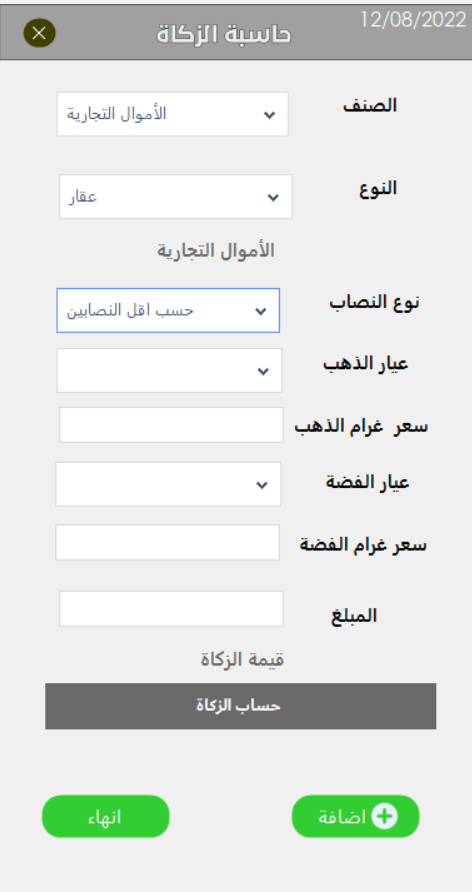 12/08/2022
حاسبة الزكاة
الصنف
الأموال التجارية
النوع
عقار
الأموال التجارية
نوع النصاب
حسب اقل النصابين
عيار الذهب
سعر غرام الذهب
عيار الفضة
سعر غرام الفضة
المبلغ
قيمة الزكاة
حساب الزكاة
اضافة
انهاء